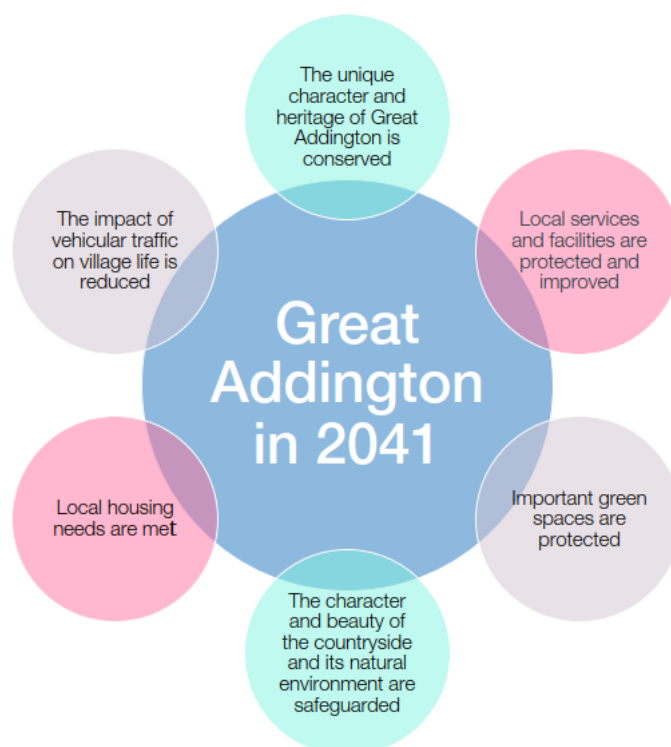 The unique
character and
heritage of Great
Addington is
conserved
The impact of
vehicular traffic
on village life is
reduced
Local services
and facilities are
protected and
improved
Great
Addington
in 2041
Local housing
needs are met
Important green
spaces are
protected
The character
and beauty of
the countryside
and its natural
environment are
safeguarded